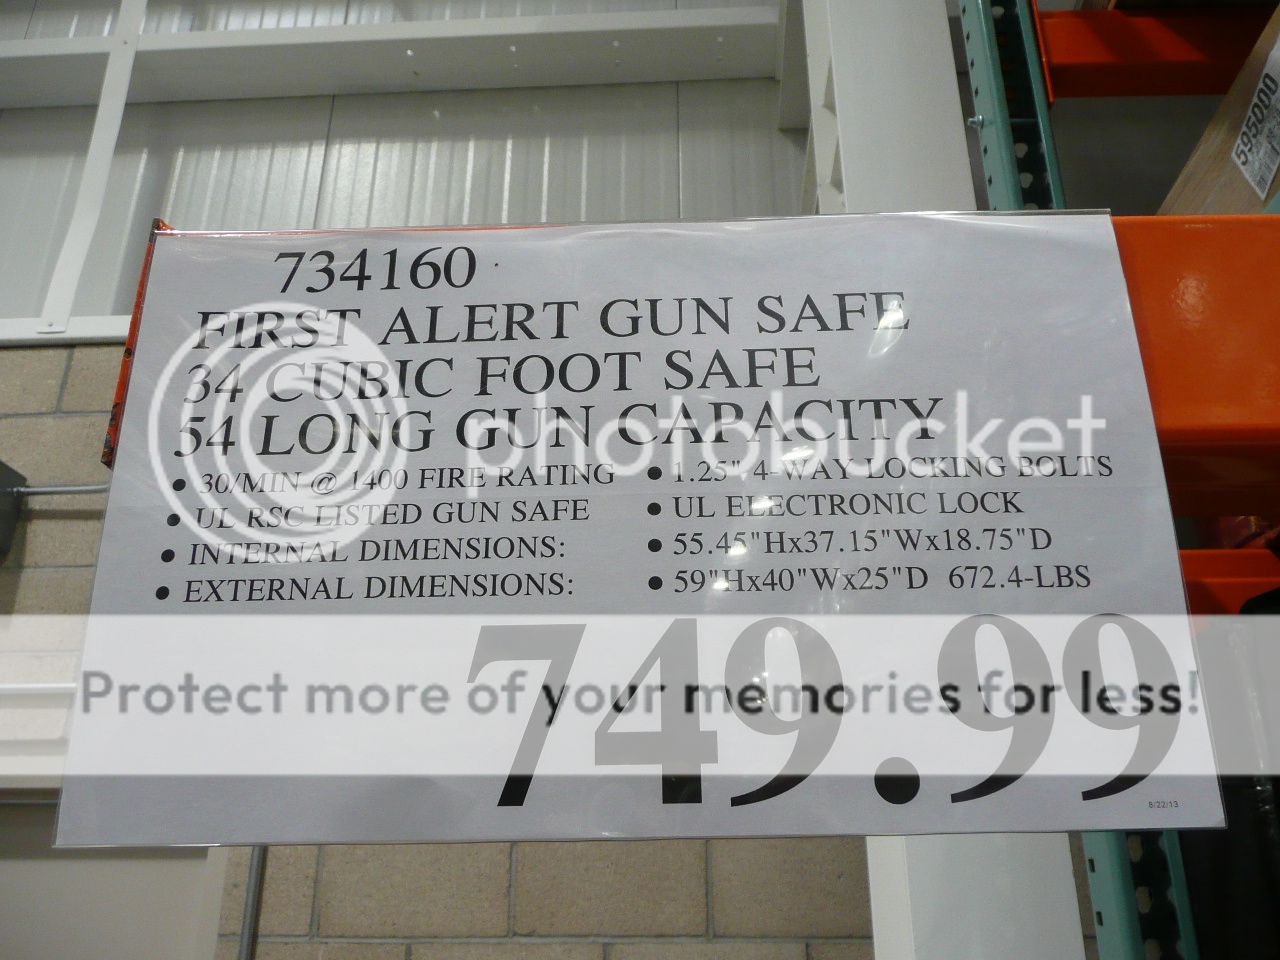 595000
734160
FIRST ALERT GUN SAFE
34 CUBIC FOOT SAFE
54 LONG GUN CAPACITY
• 30/MIN @ 1400 FIRE RATING • 1.25", 4-WAY LOCKING BOLTS
• UL RSC LISTED GUN SAFE • UL ELECTRONIC LOCK
• INTERNAL DIMENSIONS: • 55.45"Hx37.15"Wx18.75"D
• EXTERNAL DIMENSIONS: • 59"Hx40"Wx25"D 672.4-LBS
749.99
8/22/13
photobucket
Protect more of your memories for less!